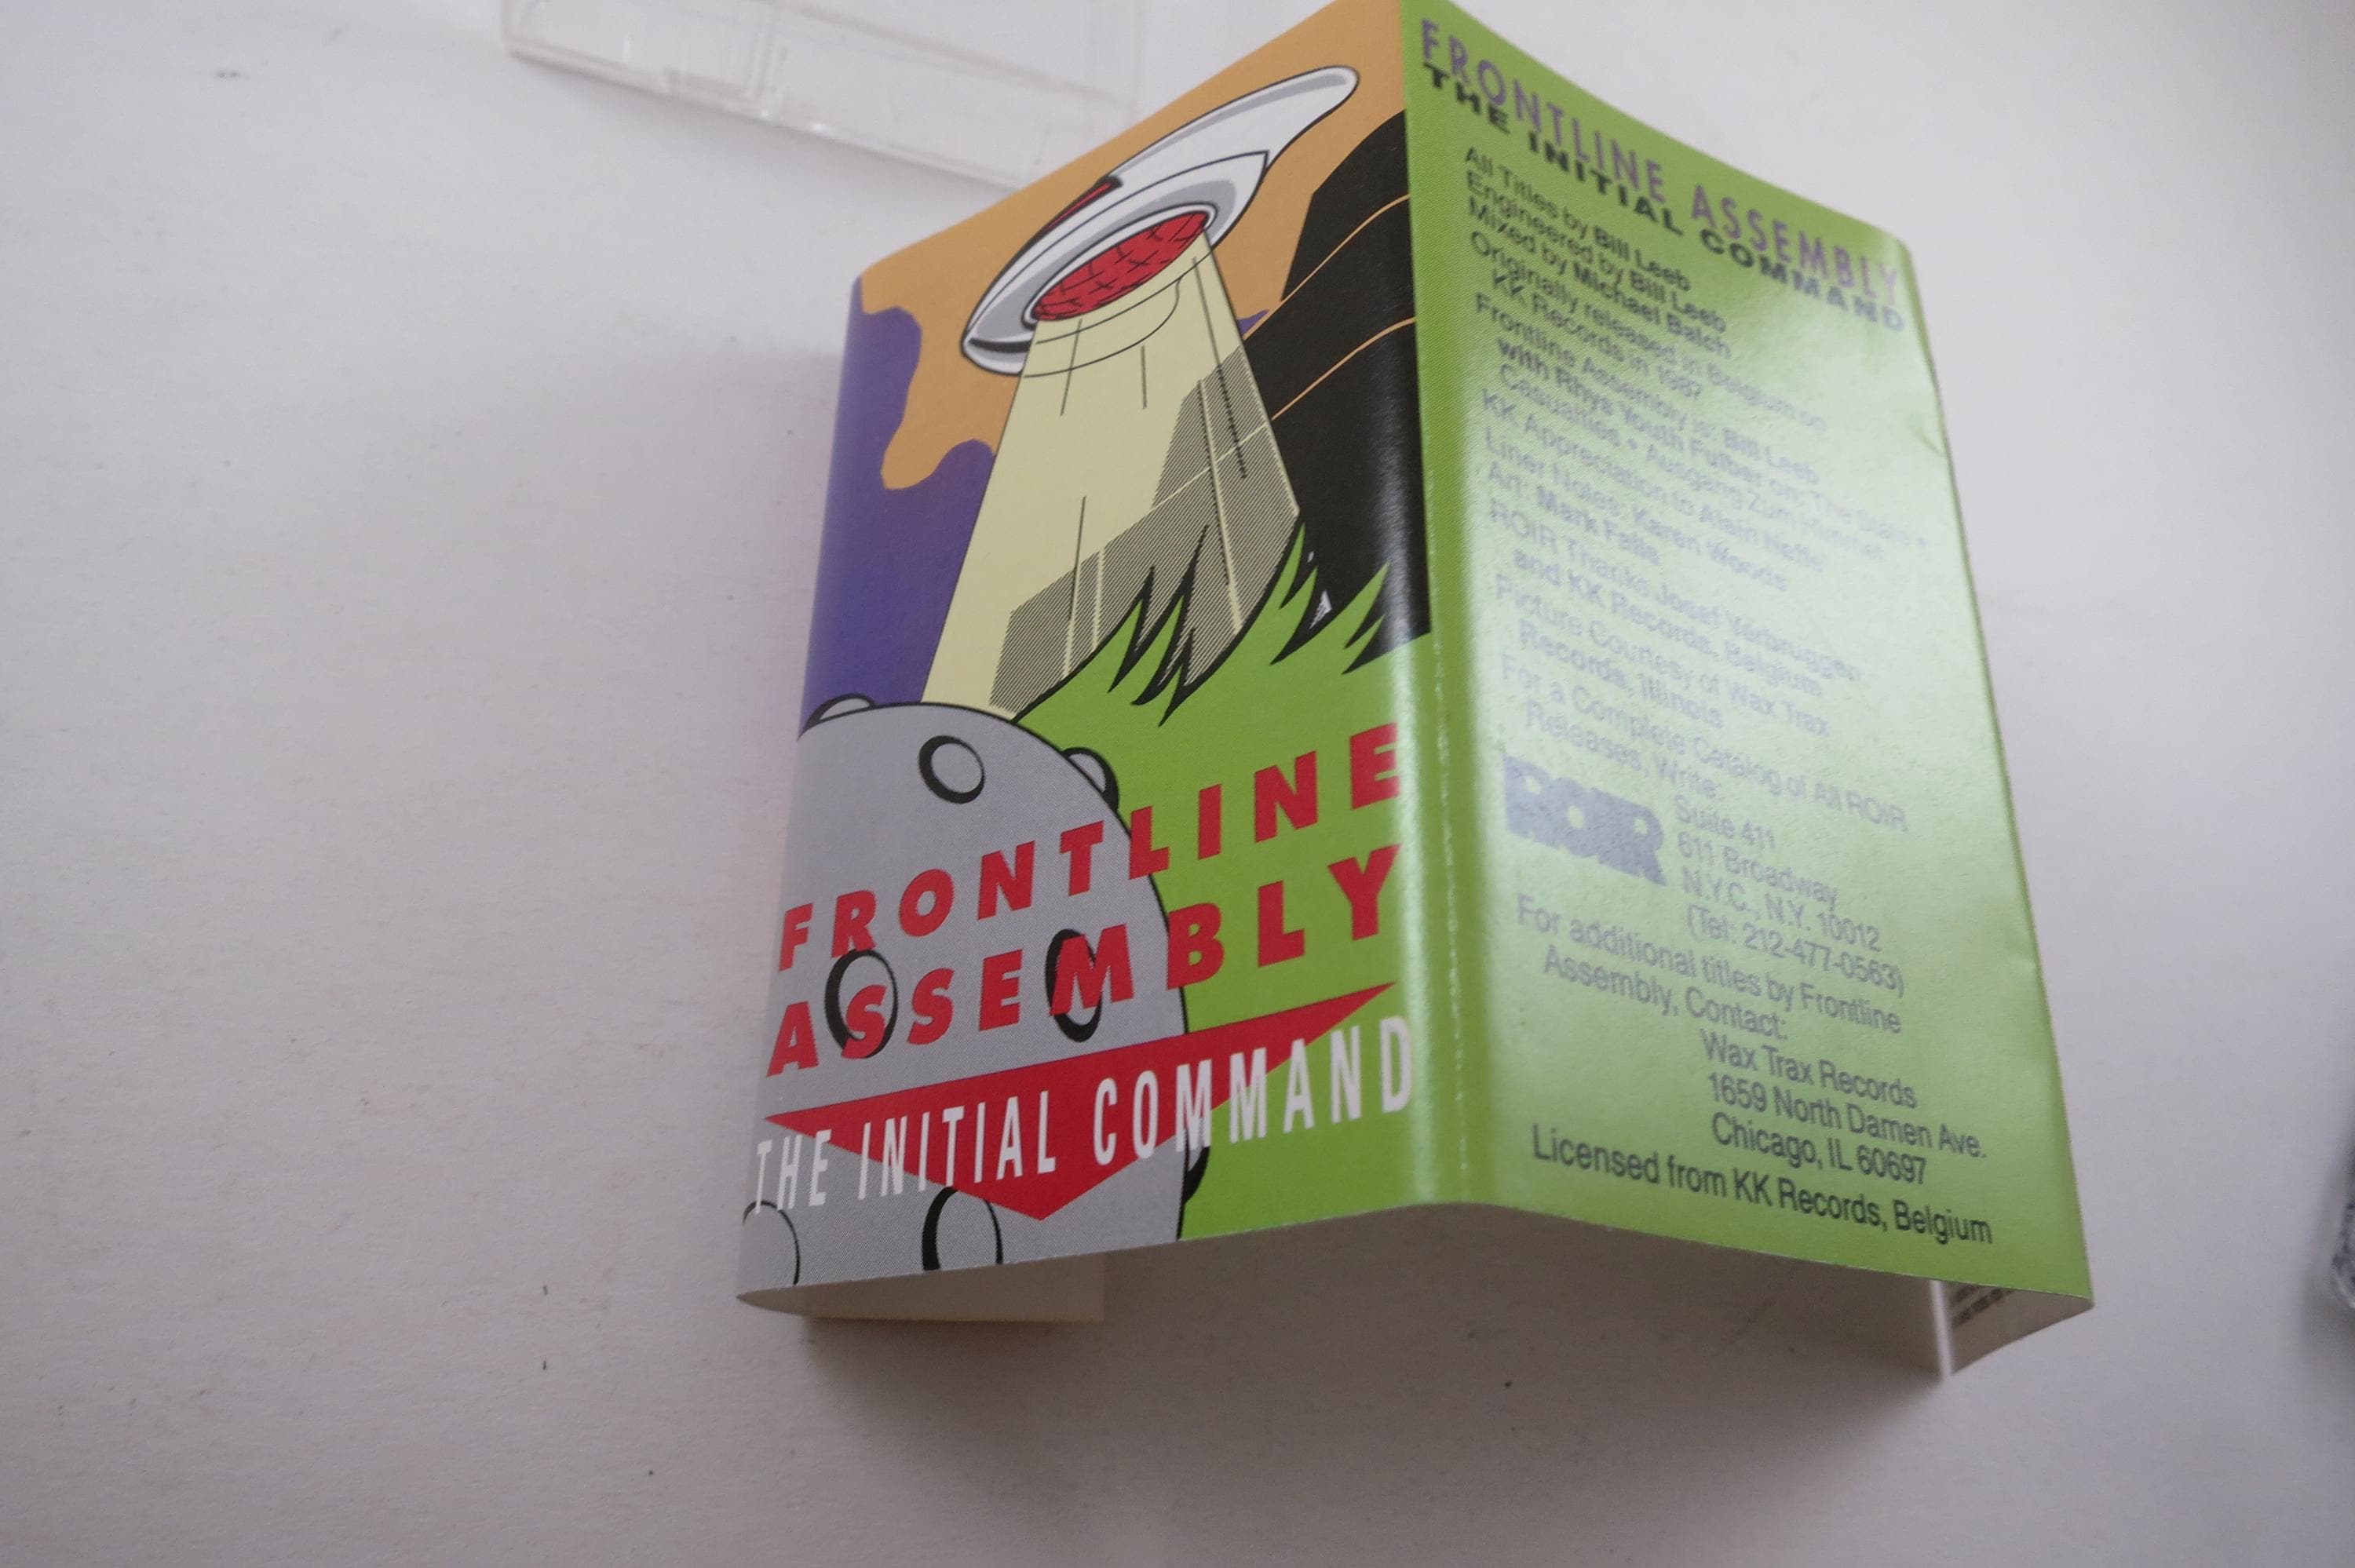 FRONTLINE
ASSEMBLY
THE INITIAL COMMAND
FRONTLINE ASSEMBLY
THE INITIAL COMMAND
All Titles by Bill Leeb
Engineered by Bill Leeb
Mixed by Michael Balch
Originally released in Belgium on
KK Records in 1987
Frontline Assembly is: Bill Leeb
with Rhys Youth Fulber on: The State •
Casualties • Ausgang Zum Himmel
KK Appreciation to Alain Neffe
Liner Notes: Karen Woods
Art: Mark Falls
ROIR Thanks Josef Verbruggen
and KK Records, Belgium
Picture Courtesy of Wax Trax
Records, Illinois
For a Complete Catalog of All ROIR
Releases, Write:
ROIR
Suite 411
611 Broadway
N.Y.C., N.Y. 10012
(Tel: 212-477-0563)
For additional titles by Frontline
Assembly, Contact:
Wax Trax Records
1659 North Damen Ave.
Chicago, IL 60697
Licensed from KK Records, Belgium